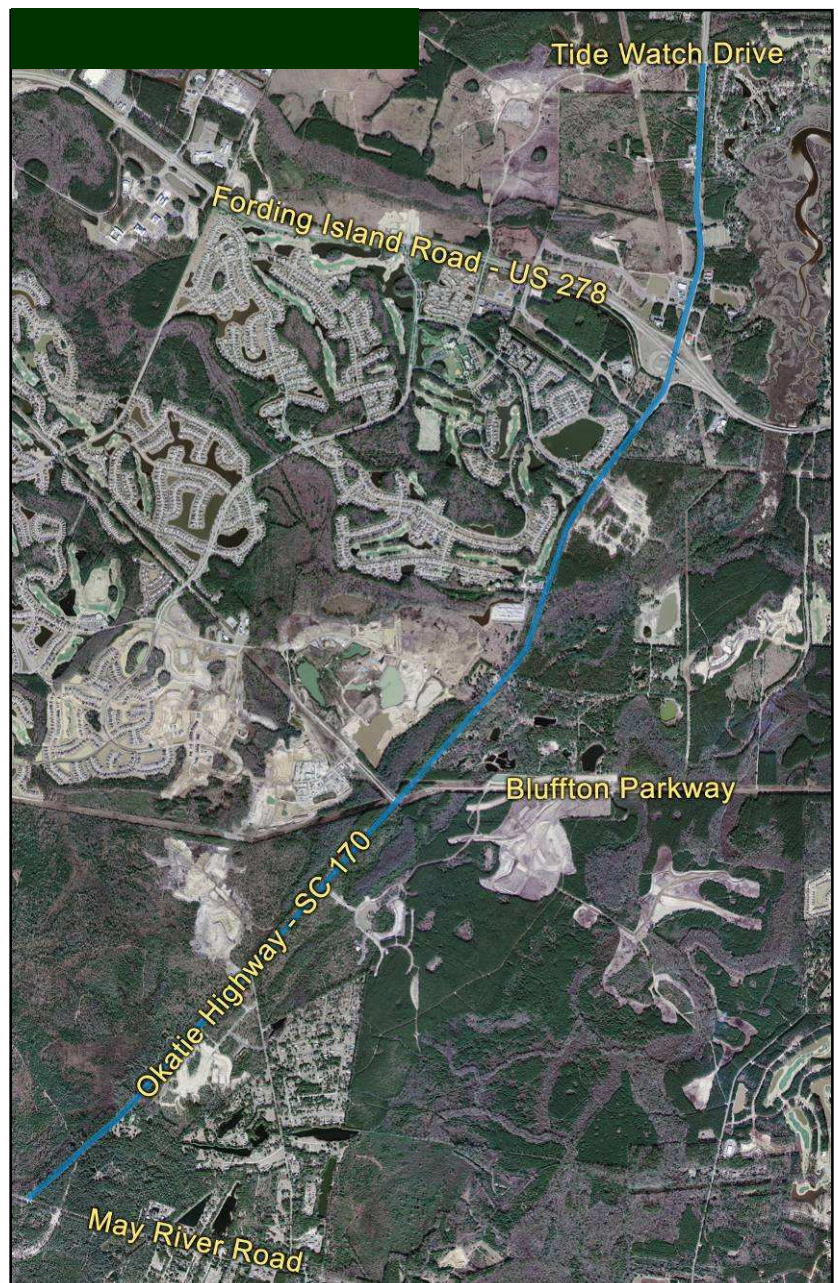 Tide Watch Drive
Fording Island Road - US 278
Bluffton Parkway
Okatie Highway - SC 170
May River Road